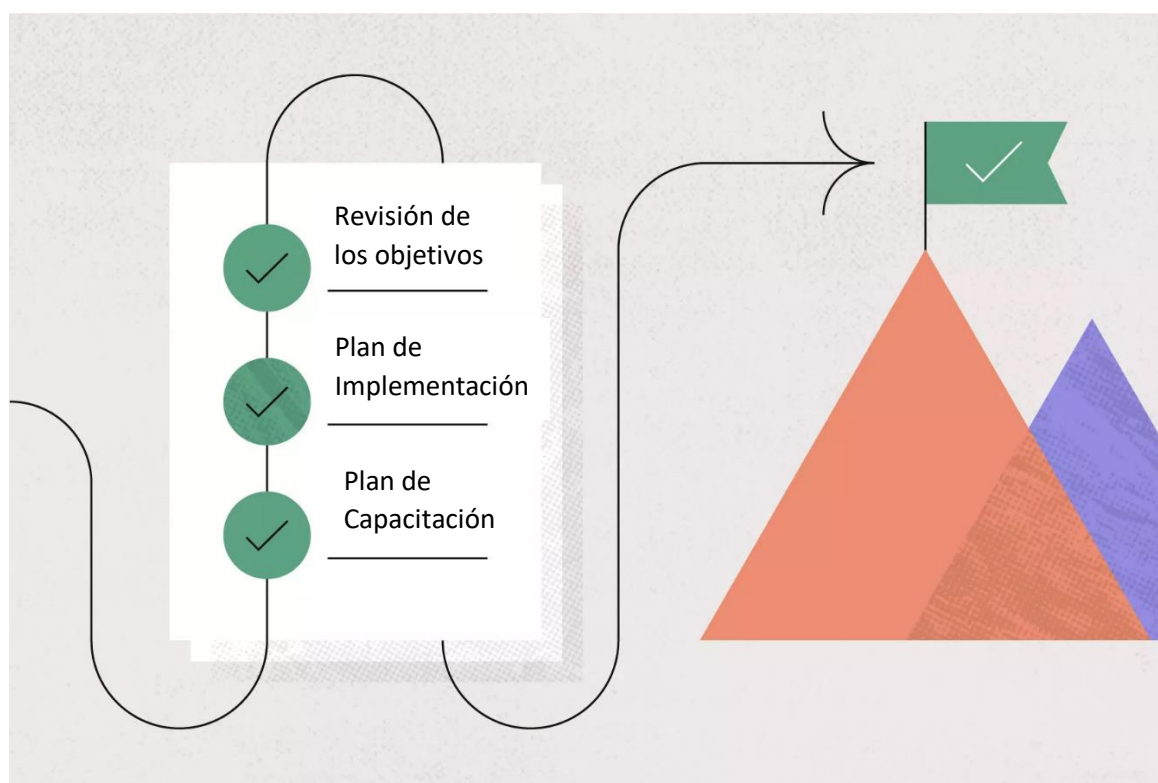 Revisión de
los objetivos
Plan de
Implementación
Plan de
Capacitación